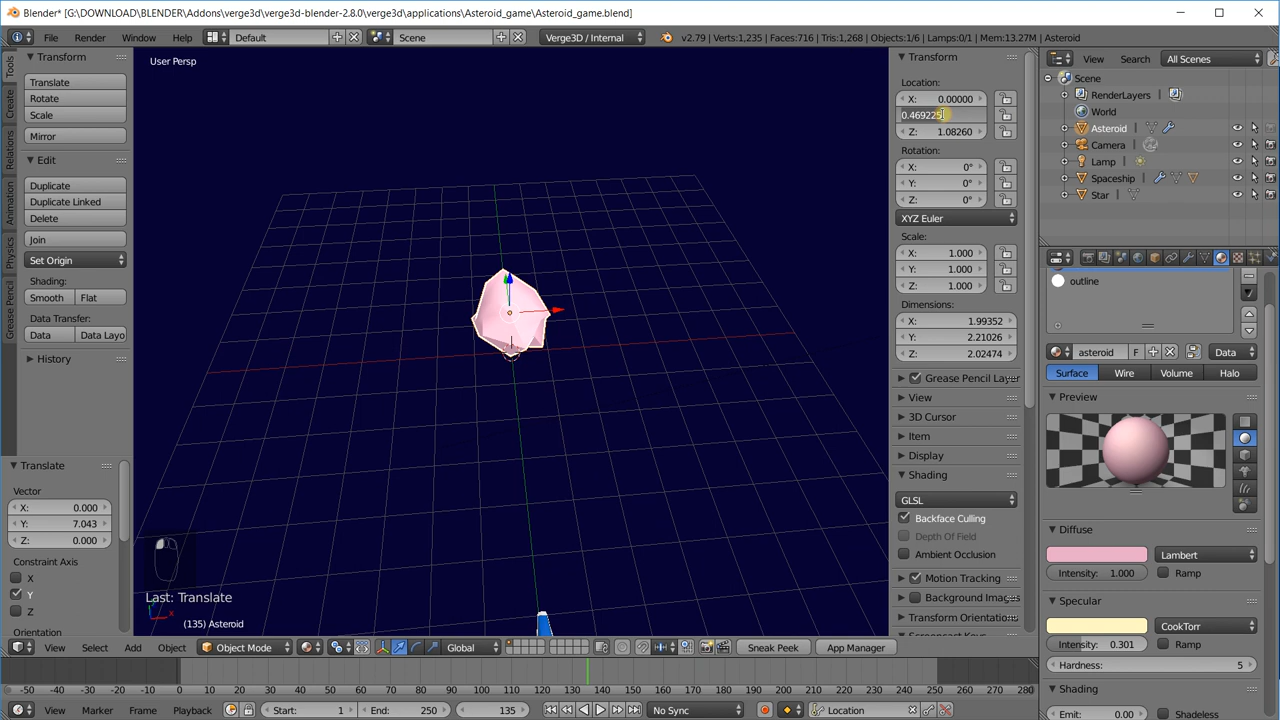 Blender* [G:\DOWNLOAD\BLENDER\Addons\verge3d\verge3d-blender-2.8.0\verge3d\applications\Asteroid_game\Asteroid_game.blend]
File Render Window Help Default Scene Verge3D / Internal v2.79 | Verts:1,235 | Faces:716 | Tris:1,268 | Objects:1/6 | Lamps:0/1 | Mem:13.27M | Asteroid
Tools
Create
Relations
Animation
Physics
Grease Pencil
Transform
Translate
Rotate
Scale
Mirror
Edit
Duplicate
Duplicate Linked
Delete
Join
Set Origin
Shading:
Smooth Flat
Data Transfer:
Data Data Layo
History
Translate
Vector
X: 0.000
Y: 7.043
Z: 0.000
Constraint Axis
X
Y
Z
Orientation
User Persp
Last: Translate
(135) Asteroid
Transform
Location:
X: 0.00000
0.469225
Z: 1.08260
Rotation:
X: 0°
Y: 0°
Z: 0°
XYZ Euler
Scale:
X: 1.000
Y: 1.000
Z: 1.000
Dimensions:
X: 1.99352
Y: 2.21026
Z: 2.02474
Grease Pencil Layer
View
3D Cursor
Item
Display
Shading
GLSL
Backface Culling
Depth Of Field
Ambient Occlusion
Motion Tracking
Background Images
Transform Orientatio
View Search All Scenes
Scene
RenderLayers
World
Asteroid
Camera
Lamp
Spaceship
Star
outline
asteroid F Data
Surface Wire Volume Halo
Preview
Diffuse
Lambert
Intensity: 1.000 Ramp
Specular
CookTorr
Intensity: 0.301 Ramp
Hardness: 5
Shading
Emit: 0.00 Shadeless
View Select Add Object Object Mode Global Sneak Peek App Manager
-50 -40 -30 -20 -10 0 10 20 30 40 50 60 70 80 90 100 110 120 130 140 150 160 170 180 190 200 210 220 230 240 250 260 270 280
View Marker Frame Playback Start: 1 End: 250 135 No Sync Location